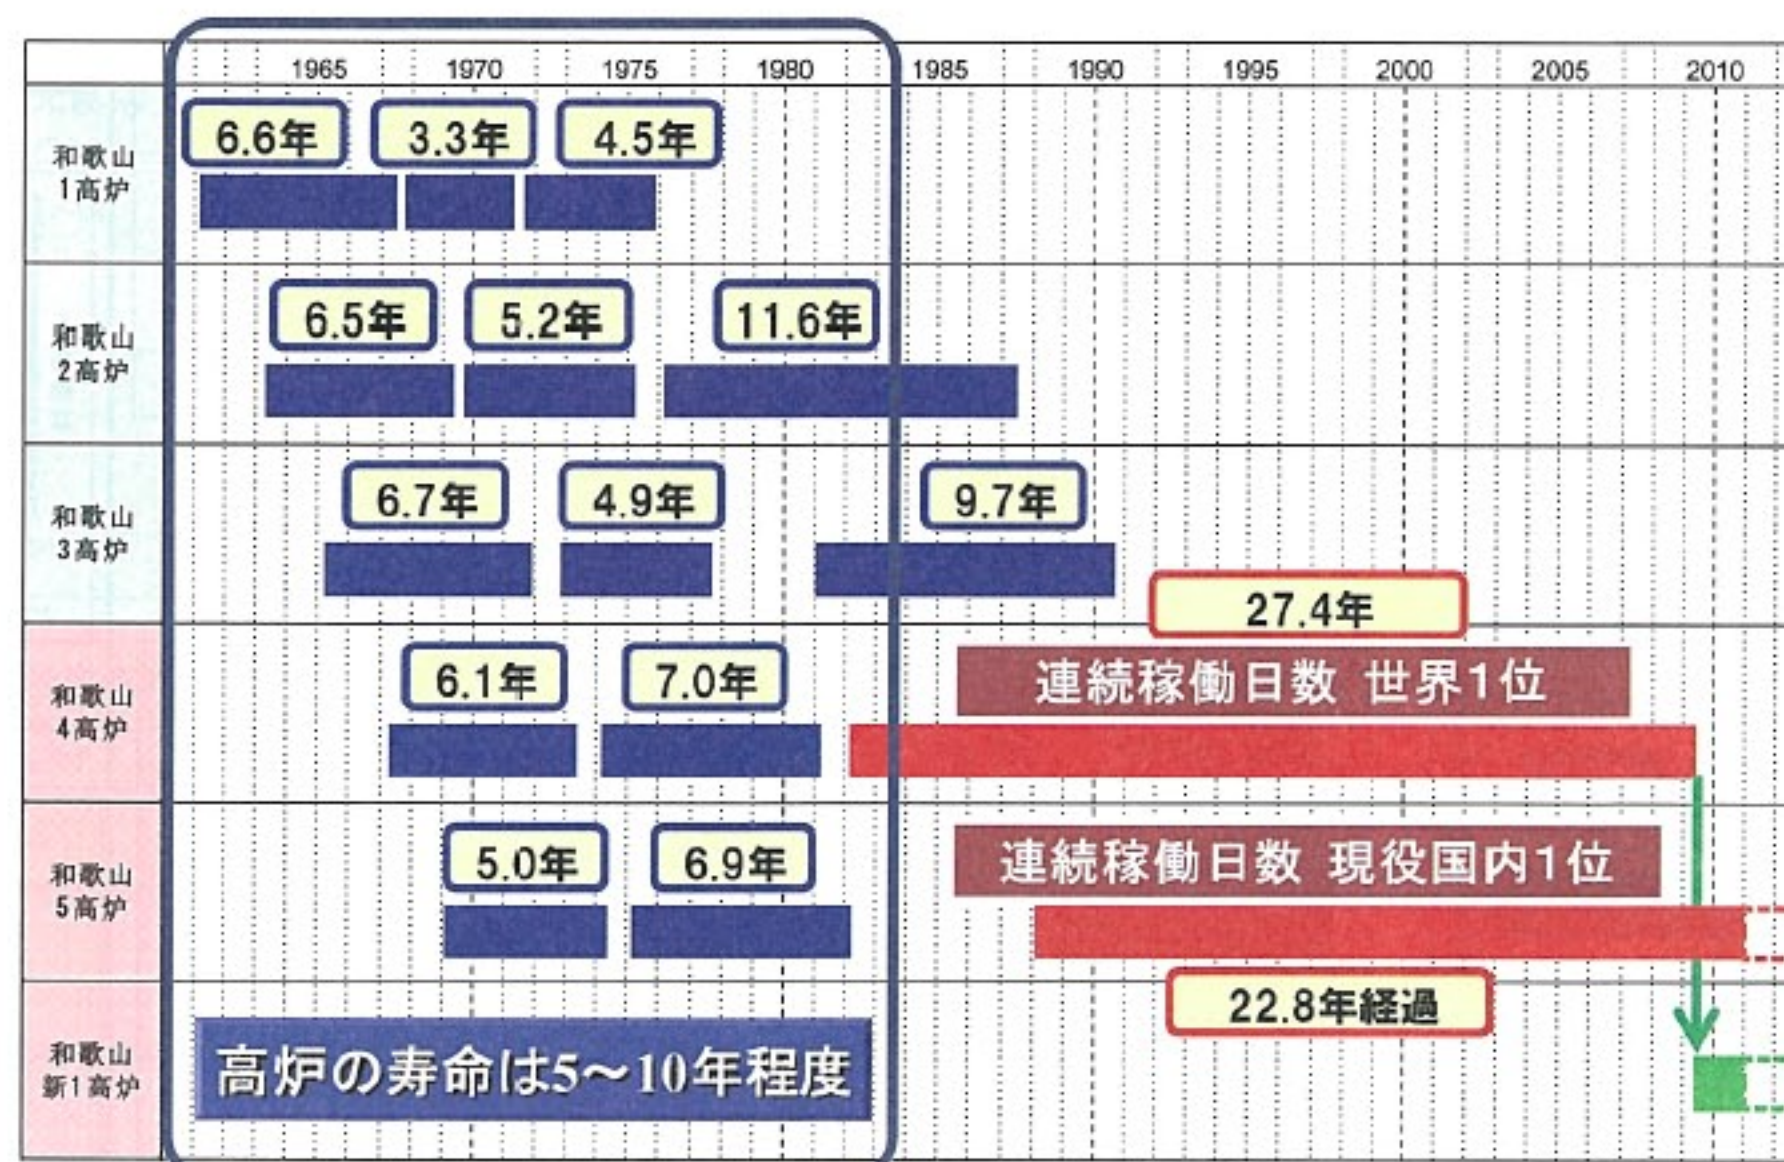 1965 1970 1975 1980 1985 1990 1995 2000 2005 2010
和歌山
1高炉
6.6年 3.3年 4.5年
和歌山
2高炉
6.5年 5.2年 11.6年
和歌山
3高炉
6.7年 4.9年 9.7年
27.4年
和歌山
4高炉
6.1年 7.0年
連続稼働日数 世界1位
和歌山
5高炉
5.0年 6.9年
連続稼働日数 現役国内1位
22.8年経過
和歌山
新1高炉
高炉の寿命は5～10年程度